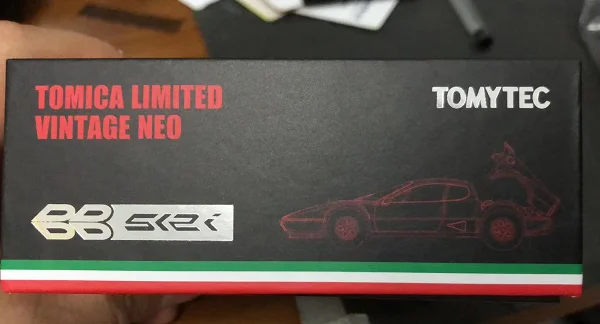 TOMICA LIMITED
VINTAGE NEO
TOMYTEC
BB 512i